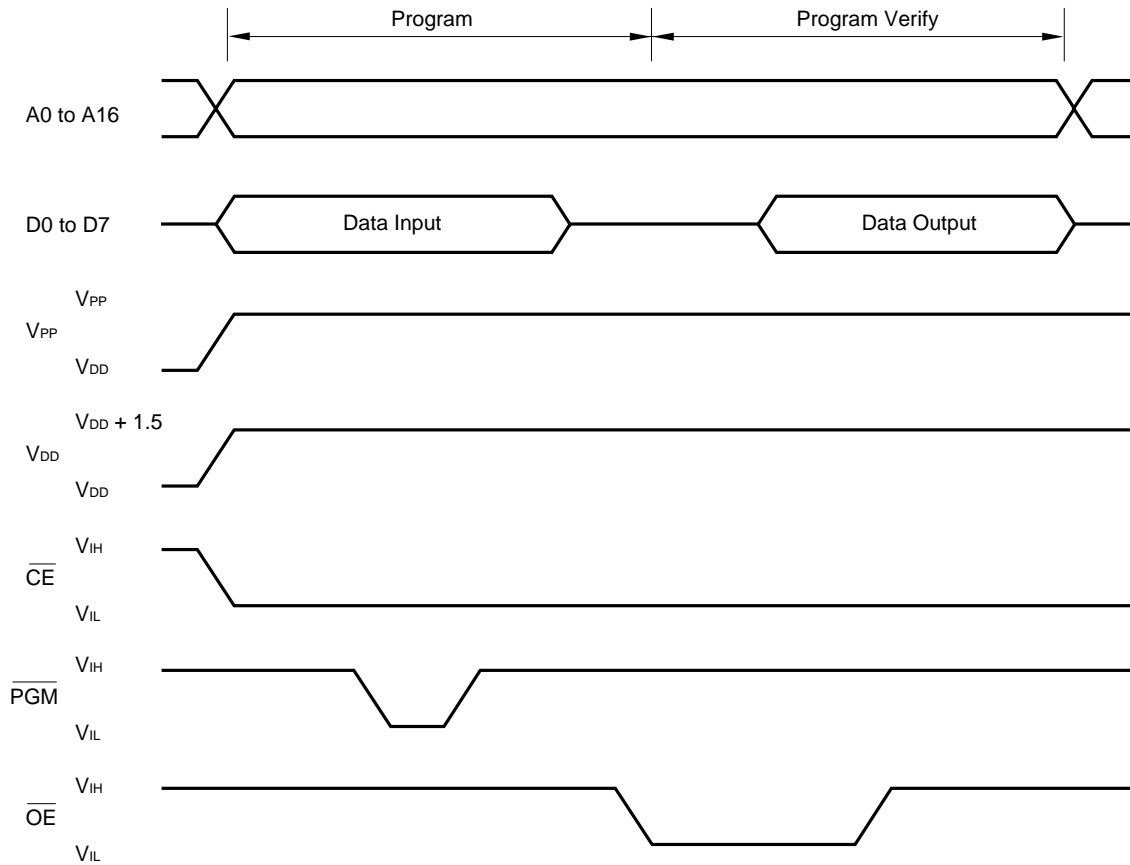 Program Program Verify
A0 to A16
D0 to D7 Data Input Data Output
VPP
VPP
VDD
VDD + 1.5
VDD
VDD
VIH
CE
VIL
VIH
PGM
VIL
VIH
OE
VIL